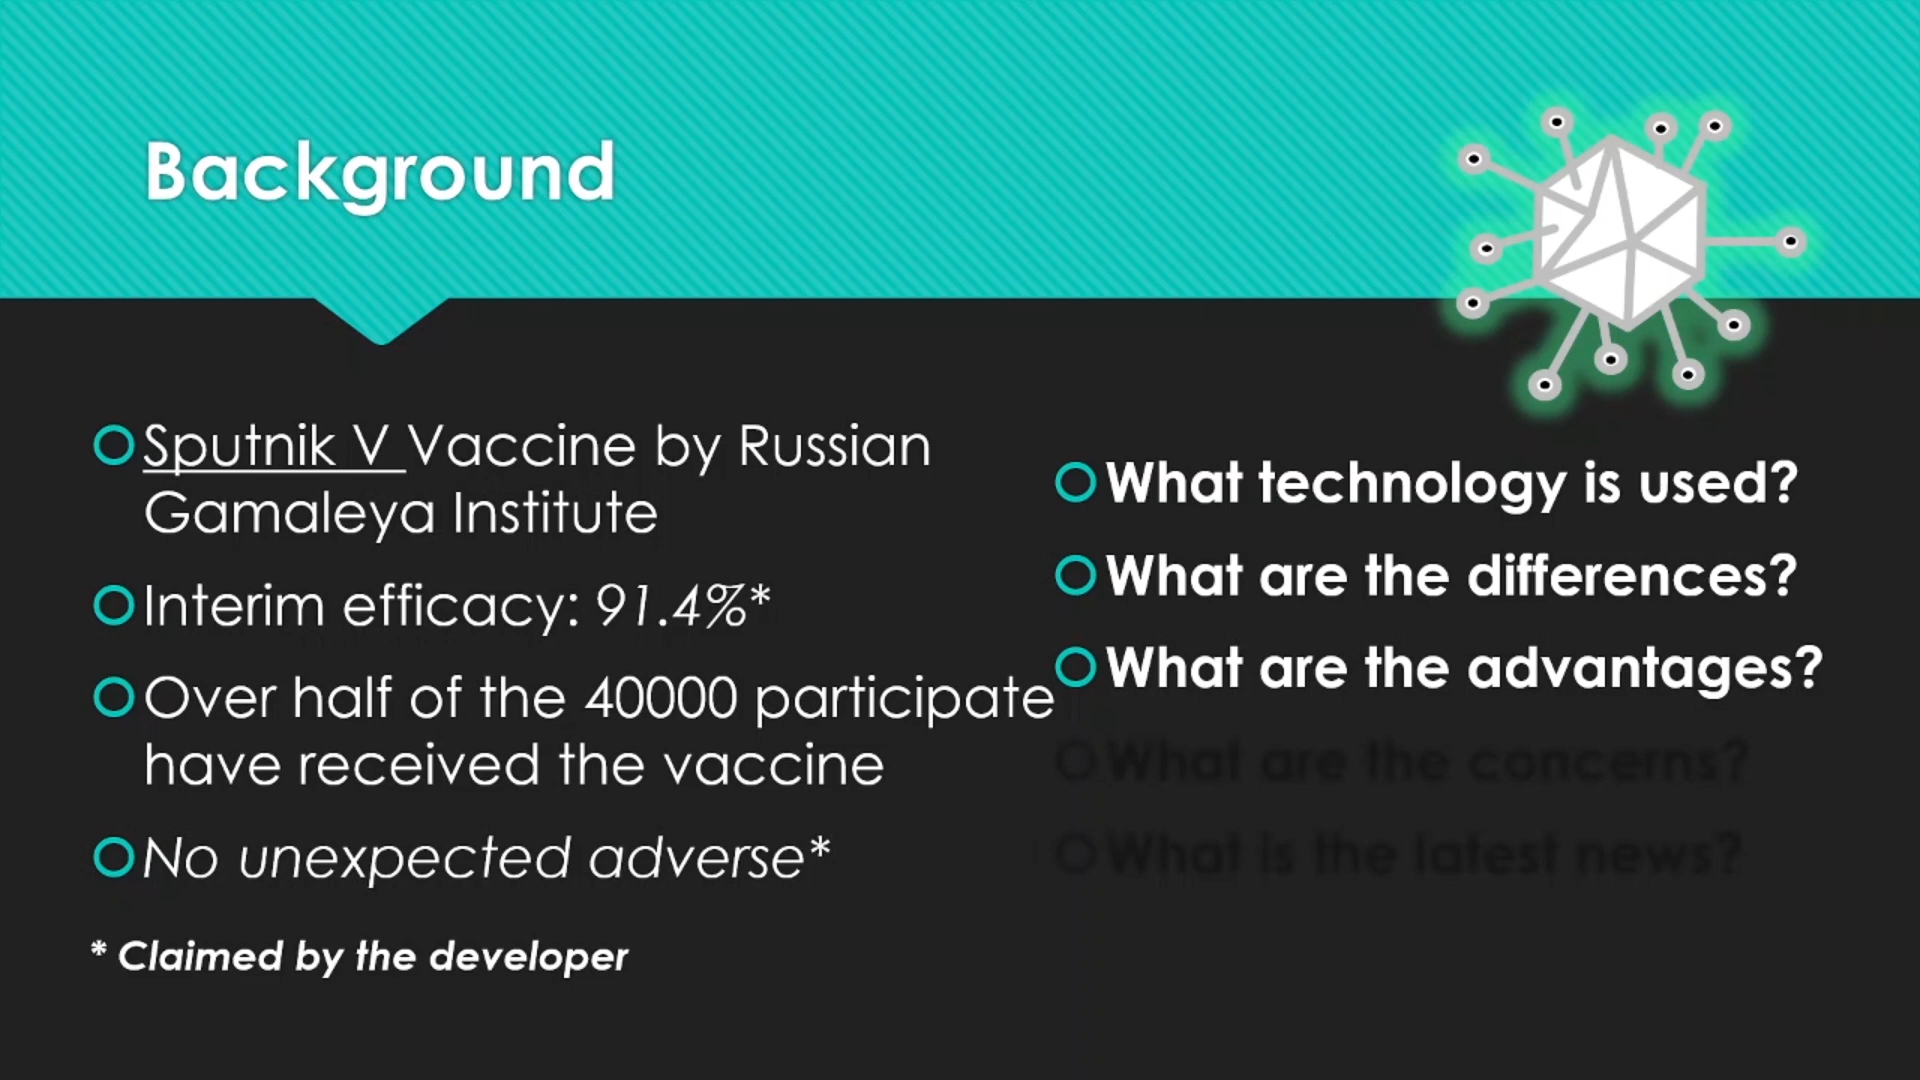 Background
Sputnik V Vaccine by Russian
Gamaleya Institute
Interim efficacy: 91.4%*
Over half of the 40000 participate
have received the vaccine
No unexpected adverse*
* Claimed by the developer
What technology is used?
What are the differences?
What are the advantages?
What are the concerns?
What is the latest news?